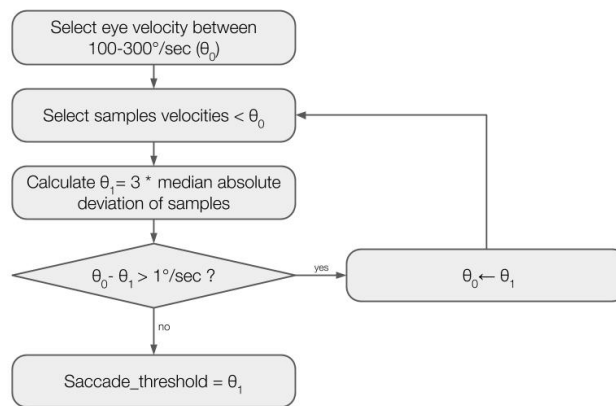 Select eye velocity between
100-300°/sec (θ₀)
Select samples velocities < θ₀
Calculate θ₁= 3 * median absolute
deviation of samples
θ₀- θ₁ > 1°/sec ?
yes
θ₀← θ₁
no
Saccade_threshold = θ₁